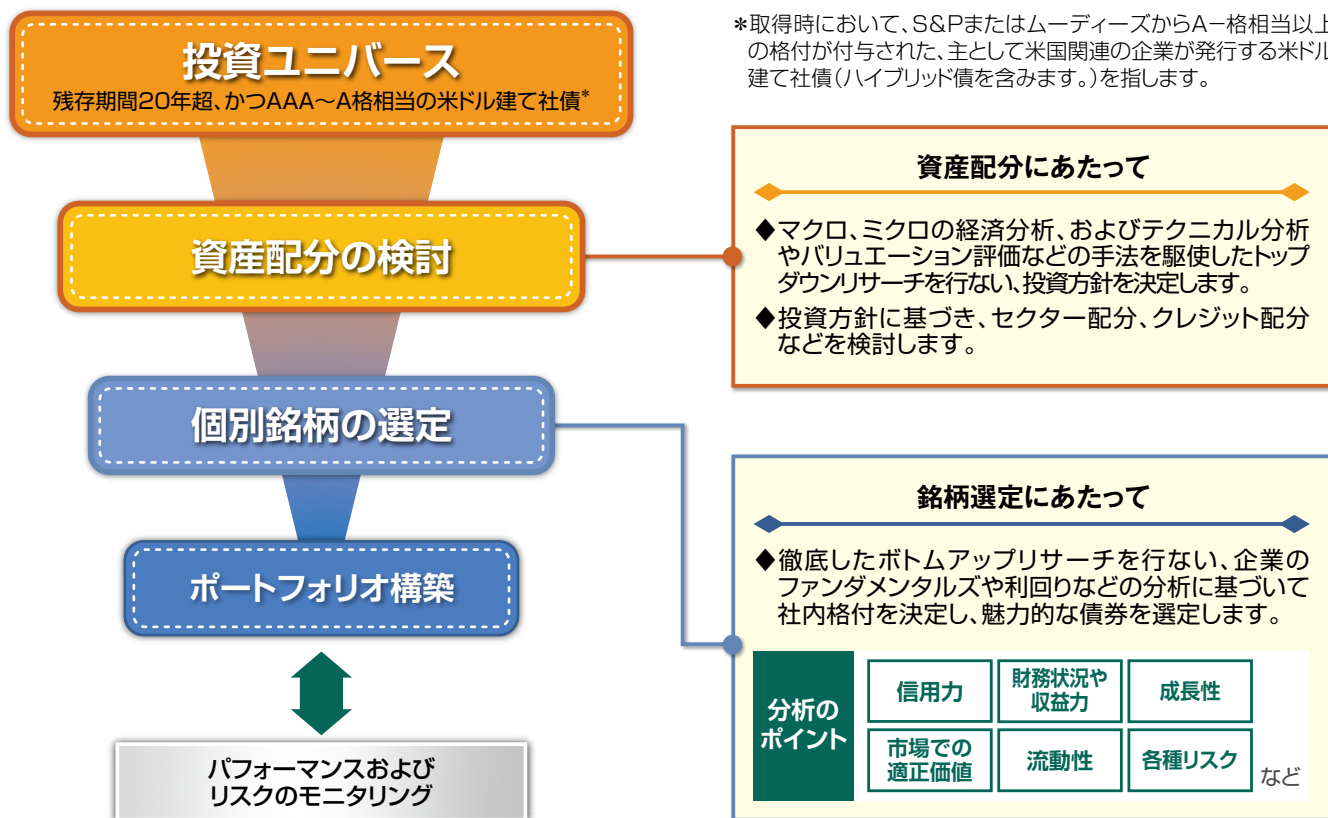 投資ユニバース
残存期間20年超、かつAAA〜A格相当の米ドル建て社債*
*取得時において、S&PまたはムーディーズからA−格相当以上
の格付が付与された、主として米国関連の企業が発行する米ドル
建て社債(ハイブリッド債を含みます。)を指します。
資産配分の検討
資産配分にあたって
◆マクロ、ミクロの経済分析、およびテクニカル分析
やバリュエーション評価などの手法を駆使したトップ
ダウンリサーチを行ない、投資方針を決定します。
◆投資方針に基づき、セクター配分、クレジット配分
などを検討します。
個別銘柄の選定
銘柄選定にあたって
◆徹底したボトムアップリサーチを行ない、企業の
ファンダメンタルズや利回りなどの分析に基づいて
社内格付を決定し、魅力的な債券を選定します。
分析の
ポイント
信用力
財務状況や
収益力
成長性
市場での
適正価値
流動性
各種リスク
など
ポートフォリオ構築
パフォーマンスおよび
リスクのモニタリング